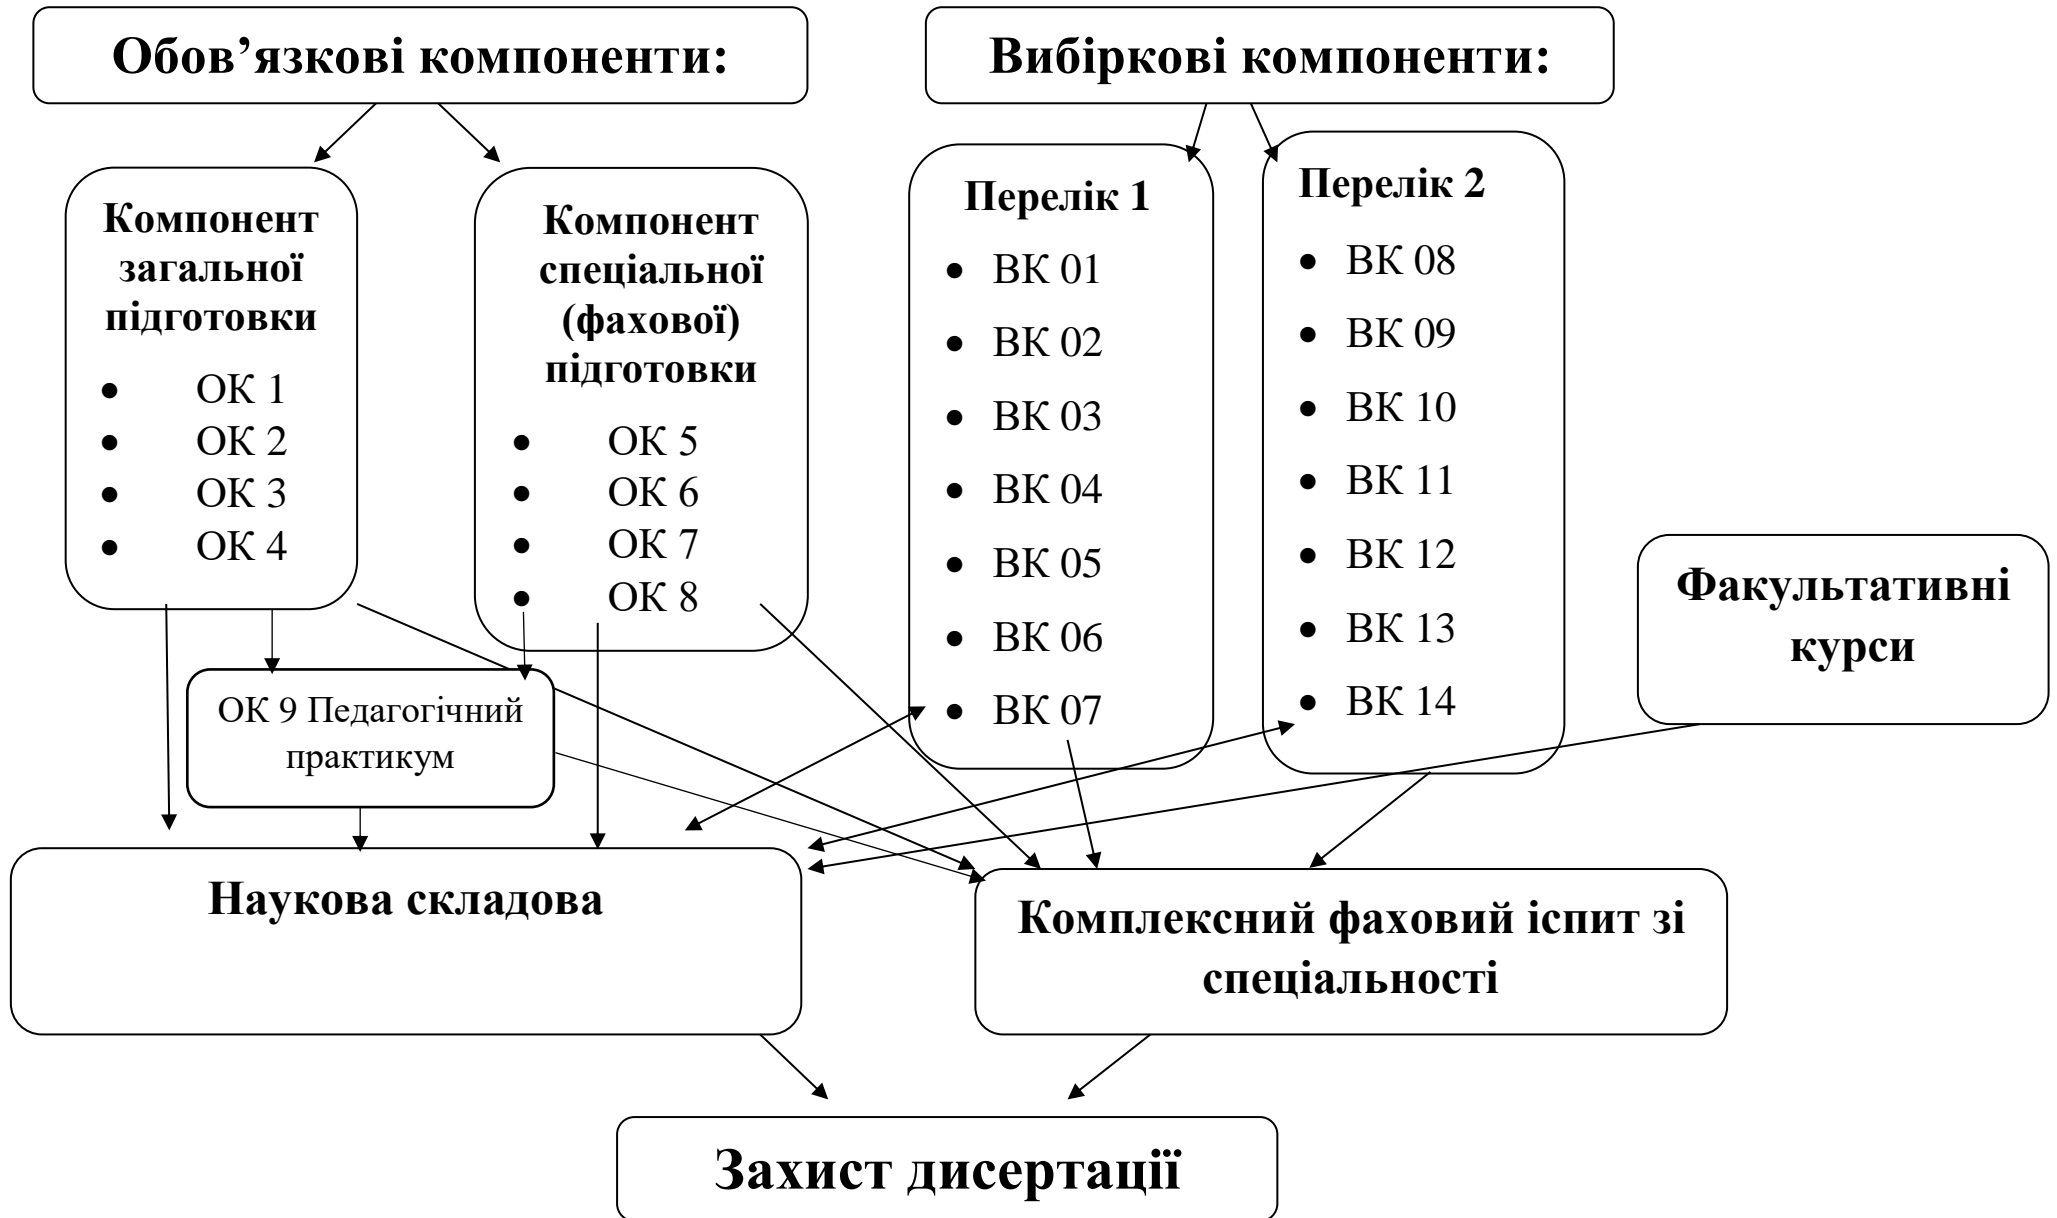 Обов’язкові компоненти:
Вибіркові компоненти:
Компонент
загальної
підготовки
• ОК 1
• ОК 2
• ОК 3
• ОК 4
Компонент
спеціальної
(фахової)
підготовки
• ОК 5
• ОК 6
• ОК 7
• ОК 8
Перелік 1
• ВК 01
• ВК 02
• ВК 03
• ВК 04
• ВК 05
• ВК 06
• ВК 07
Перелік 2
• ВК 08
• ВК 09
• ВК 10
• ВК 11
• ВК 12
• ВК 13
• ВК 14
Факультативні
курси
ОК 9 Педагогічний
практикум
Наукова складова
Комплексний фаховий іспит зі
спеціальності
Захист дисертації